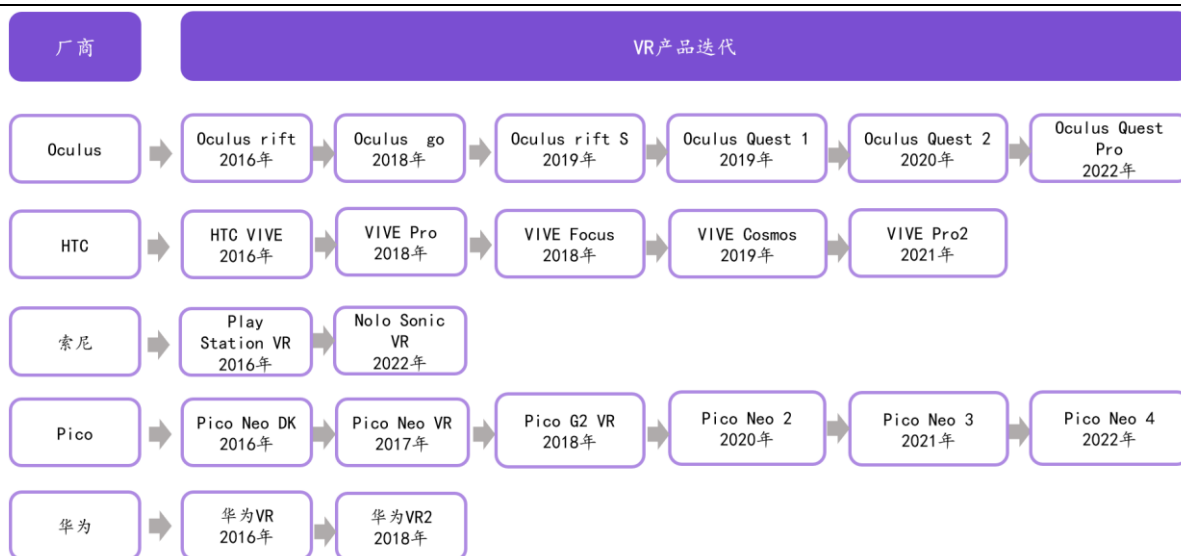 厂商
VR产品迭代
Oculus
Oculus rift
2016年
Oculus go
2018年
Oculus rift S
2019年
Oculus Quest 1
2019年
Oculus Quest 2
2020年
Oculus Quest
Pro
2022年
HTC
HTC VIVE
2016年
VIVE Pro
2018年
VIVE Focus
2018年
VIVE Cosmos
2019年
VIVE Pro2
2021年
索尼
Play
Station VR
2016年
Nolo Sonic
VR
2022年
Pico
Pico Neo DK
2016年
Pico Neo VR
2017年
Pico G2 VR
2018年
Pico Neo 2
2020年
Pico Neo 3
2021年
Pico Neo 4
2022年
华为
华为VR
2016年
华为VR2
2018年